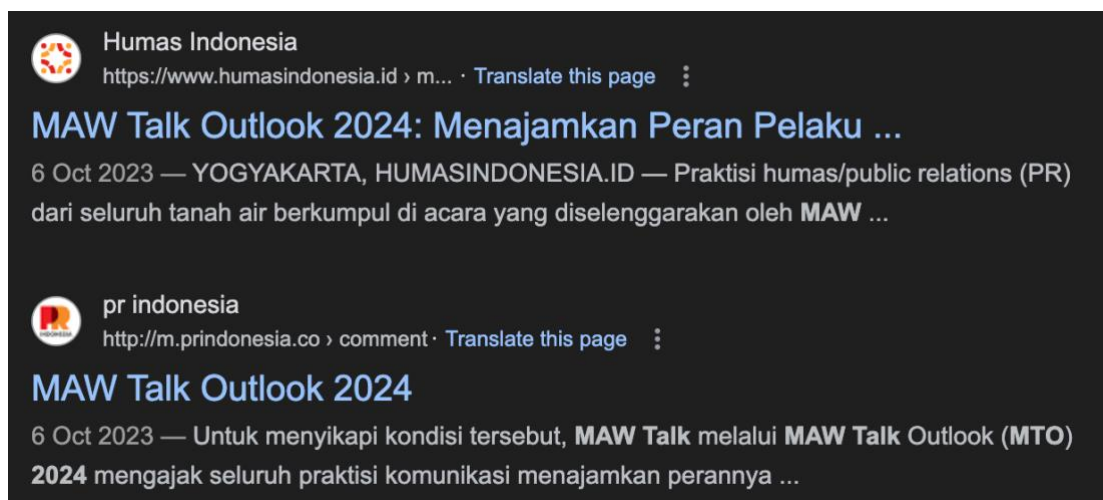 Humas Indonesia
https://www.humasindonesia.id › m... · Translate this page
MAW Talk Outlook 2024: Menajamkan Peran Pelaku ...
6 Oct 2023 — YOGYAKARTA, HUMASINDONESIA.ID — Praktisi humas/public relations (PR)
dari seluruh tanah air berkumpul di acara yang diselenggarakan oleh MAW ...
pr indonesia
http://m.prindonesia.co › comment · Translate this page
MAW Talk Outlook 2024
6 Oct 2023 — Untuk menyikapi kondisi tersebut, MAW Talk melalui MAW Talk Outlook (MTO)
2024 mengajak seluruh praktisi komunikasi menajamkan perannya ...